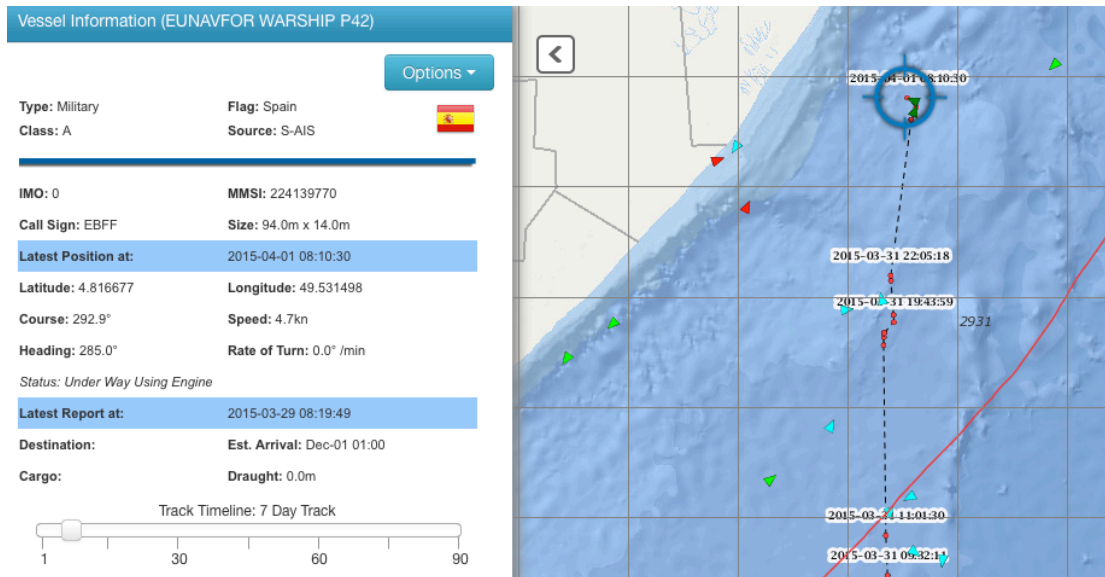 Vessel Information (EUNAVFOR WARSHIP P42)
Options
Type: Military Flag: Spain
Class: A Source: S-AIS
IMO: 0 MMSI: 224139770
Call Sign: EBFF Size: 94.0m x 14.0m
Latest Position at: 2015-04-01 08:10:30
Latitude: 4.816677 Longitude: 49.531498
Course: 292.9° Speed: 4.7kn
Heading: 285.0° Rate of Turn: 0.0° /min
Status: Under Way Using Engine
Latest Report at: 2015-03-29 08:19:49
Destination: Est. Arrival: Dec-01 01:00
Cargo: Draught: 0.0m
Track Timeline: 7 Day Track
1 30 60 90
2015-04-01 08:10:30
2015-03-31 22:05:18
2015-03-31 19:43:59
2931
2015-03-31 11:01:30
2015-03-31 09:32:11